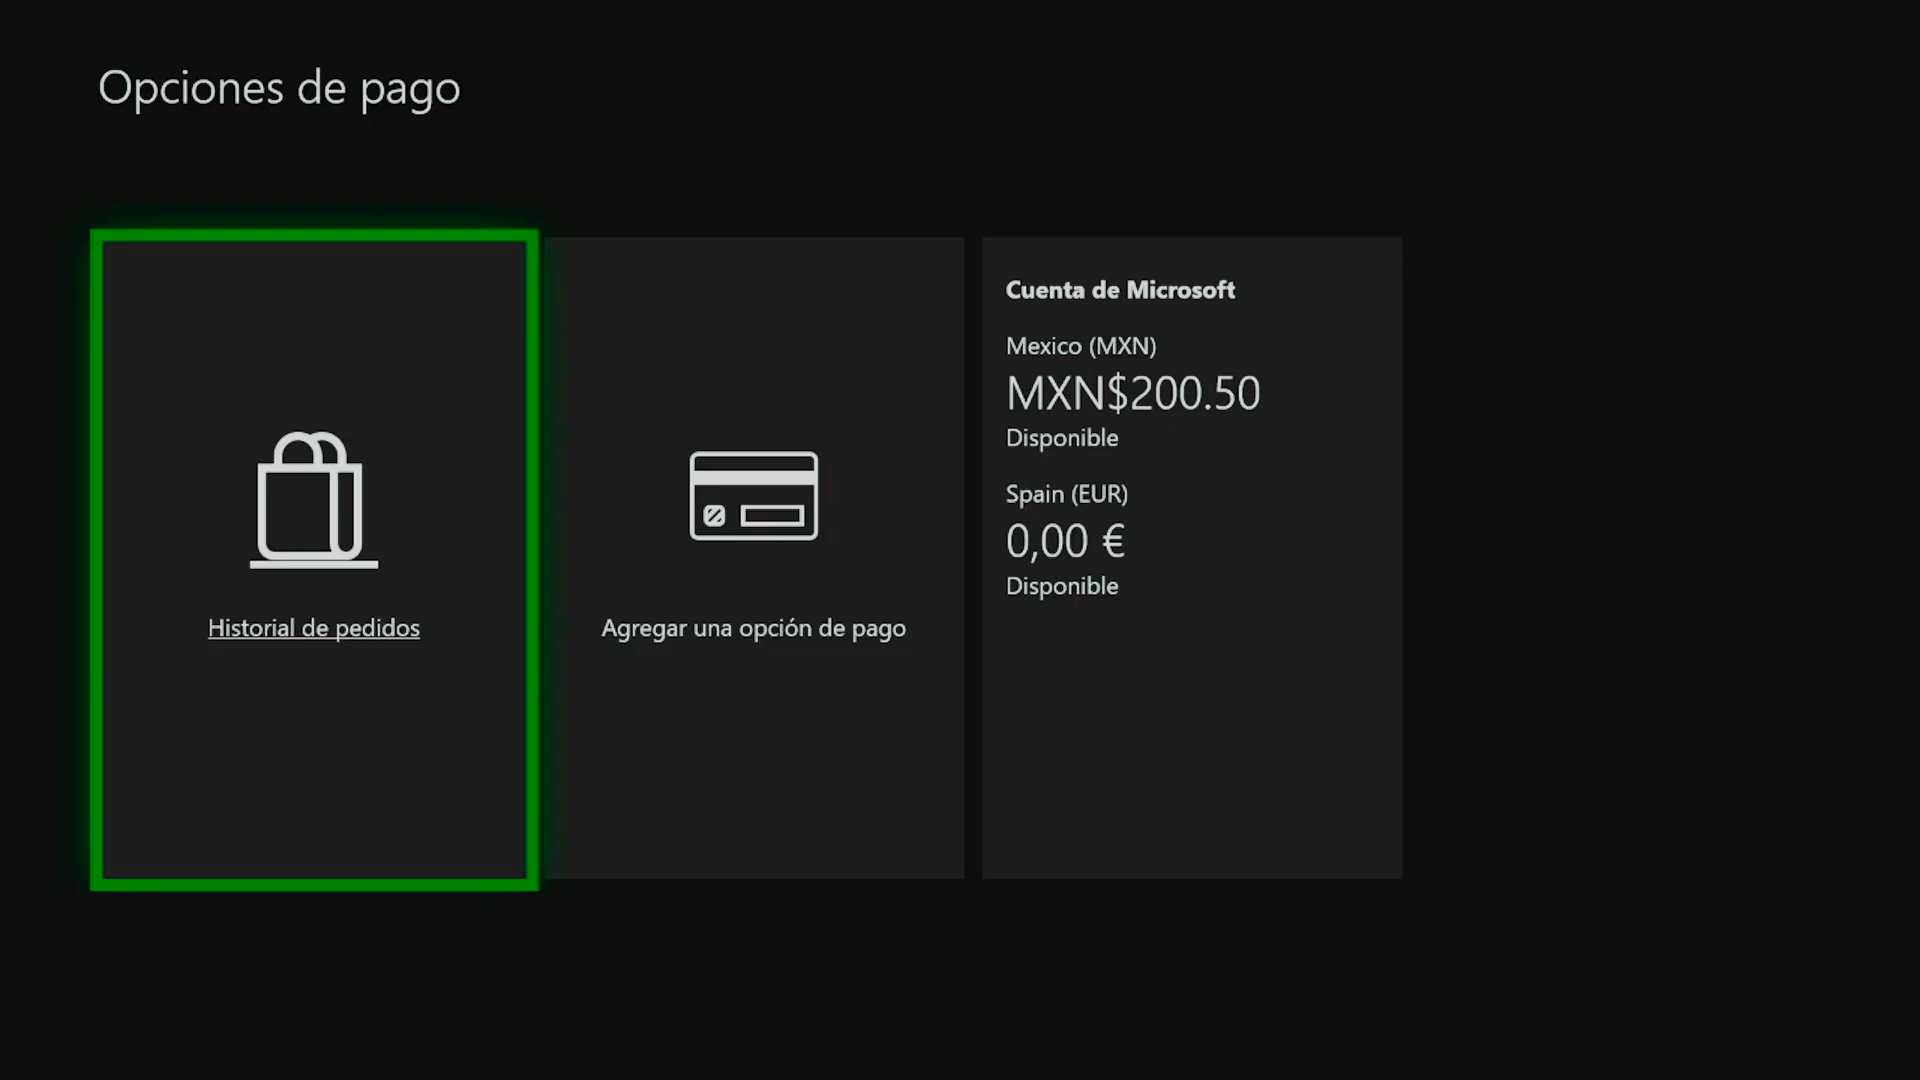 Opciones de pago
Historial de pedidos
Agregar una opción de pago
Cuenta de Microsoft
Mexico (MXN)
MXN$200.50
Disponible
Spain (EUR)
0,00 €
Disponible